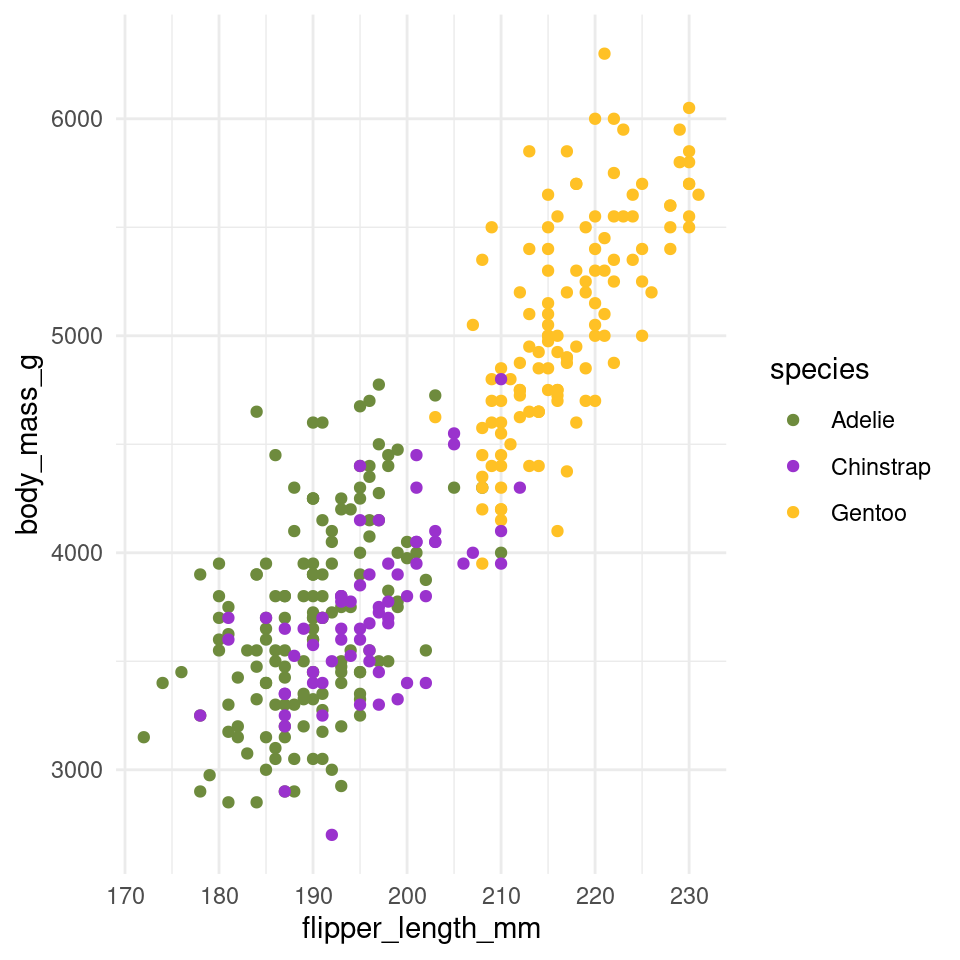 6000
5000
4000
3000
body_mass_g
170 180 190 200 210 220 230
flipper_length_mm
species
Adelie
Chinstrap
Gentoo